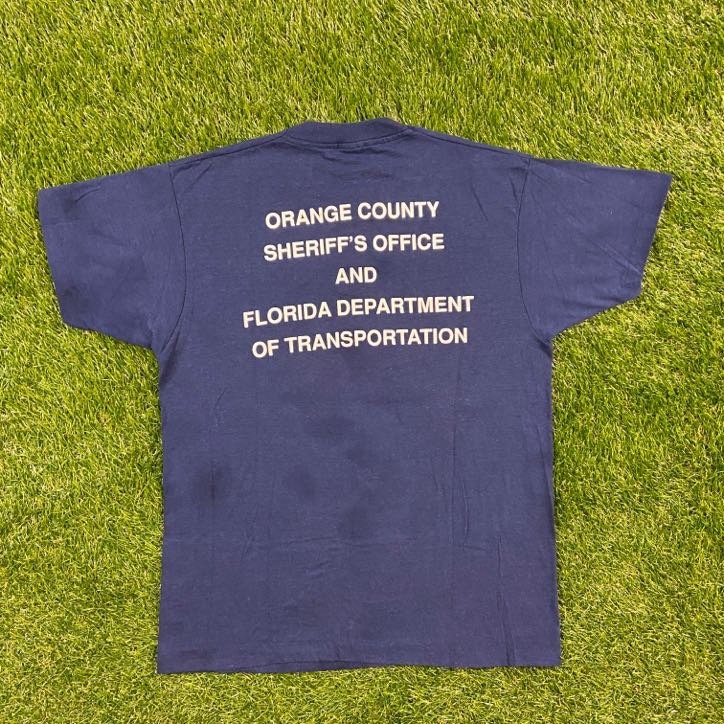 ORANGE COUNTY
SHERIFF'S OFFICE
AND
FLORIDA DEPARTMENT
OF TRANSPORTATION